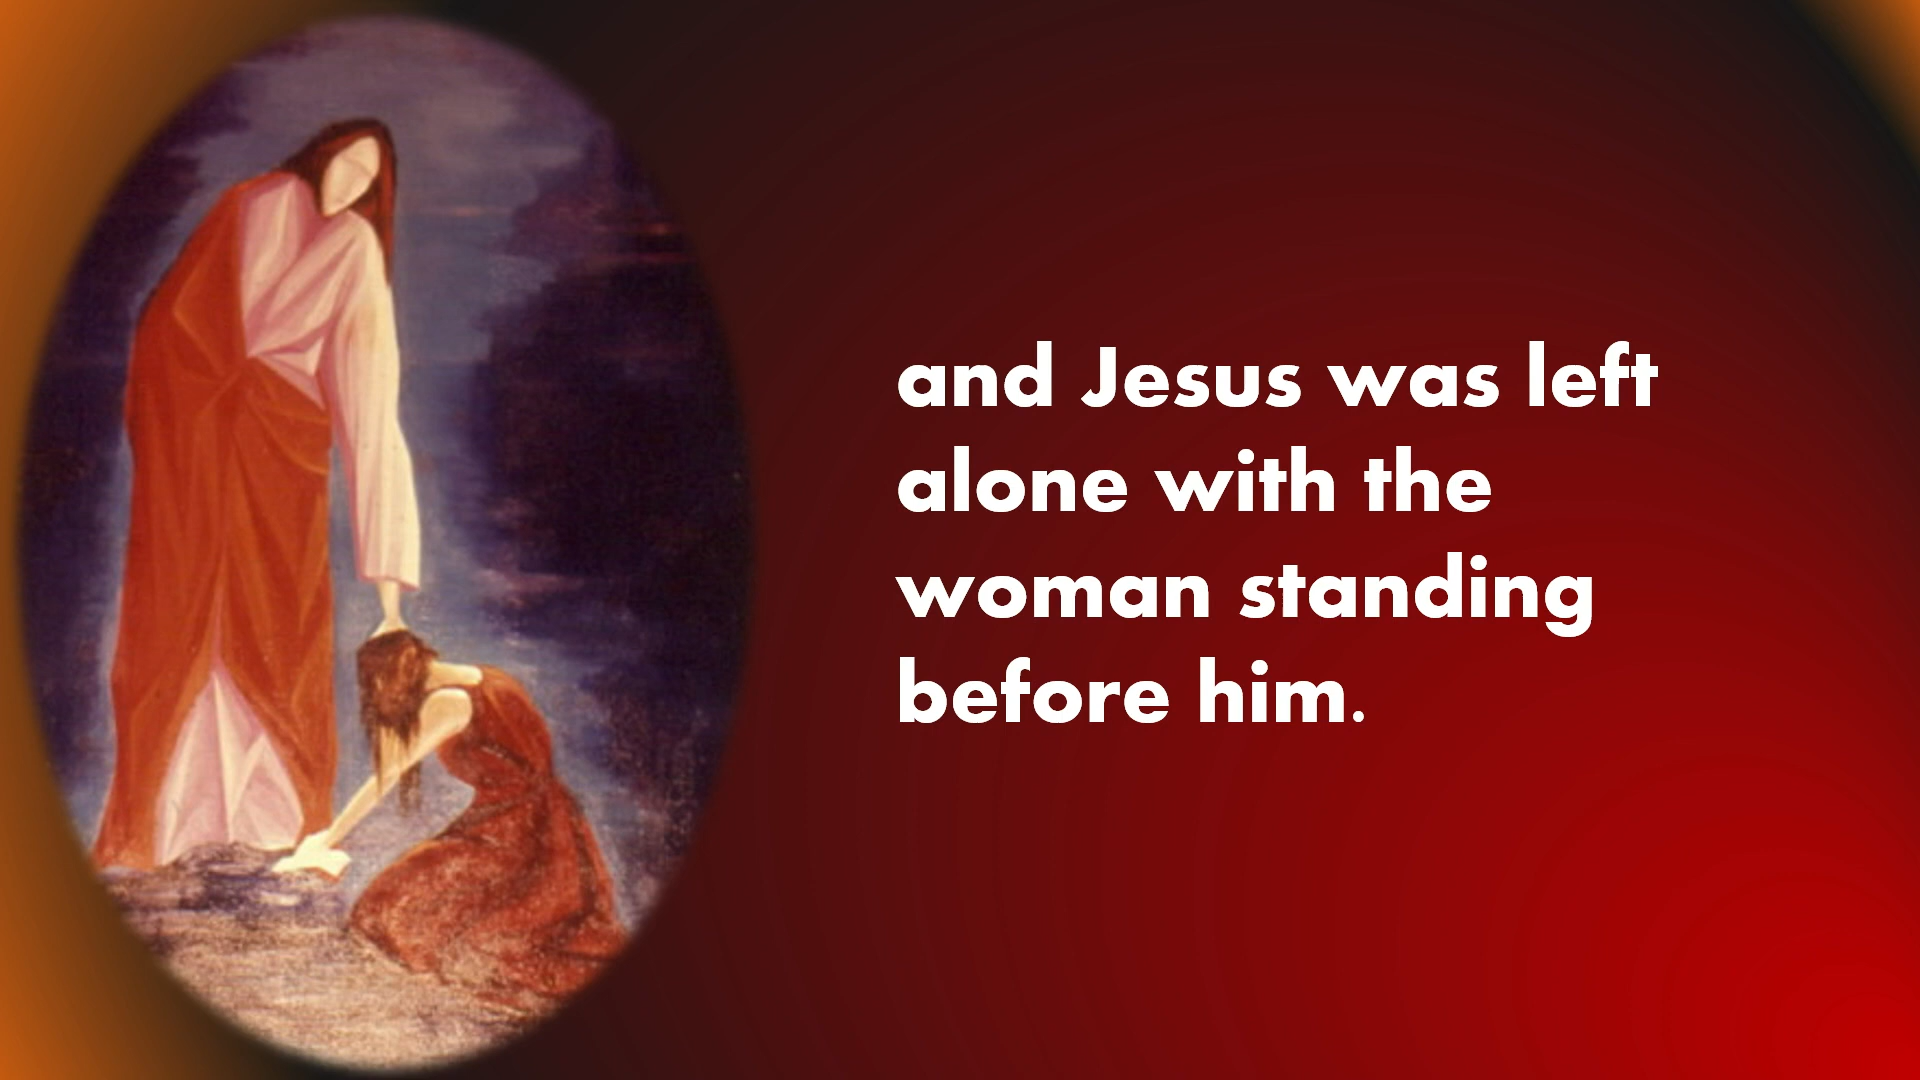 and Jesus was left
alone with the
woman standing
before him.